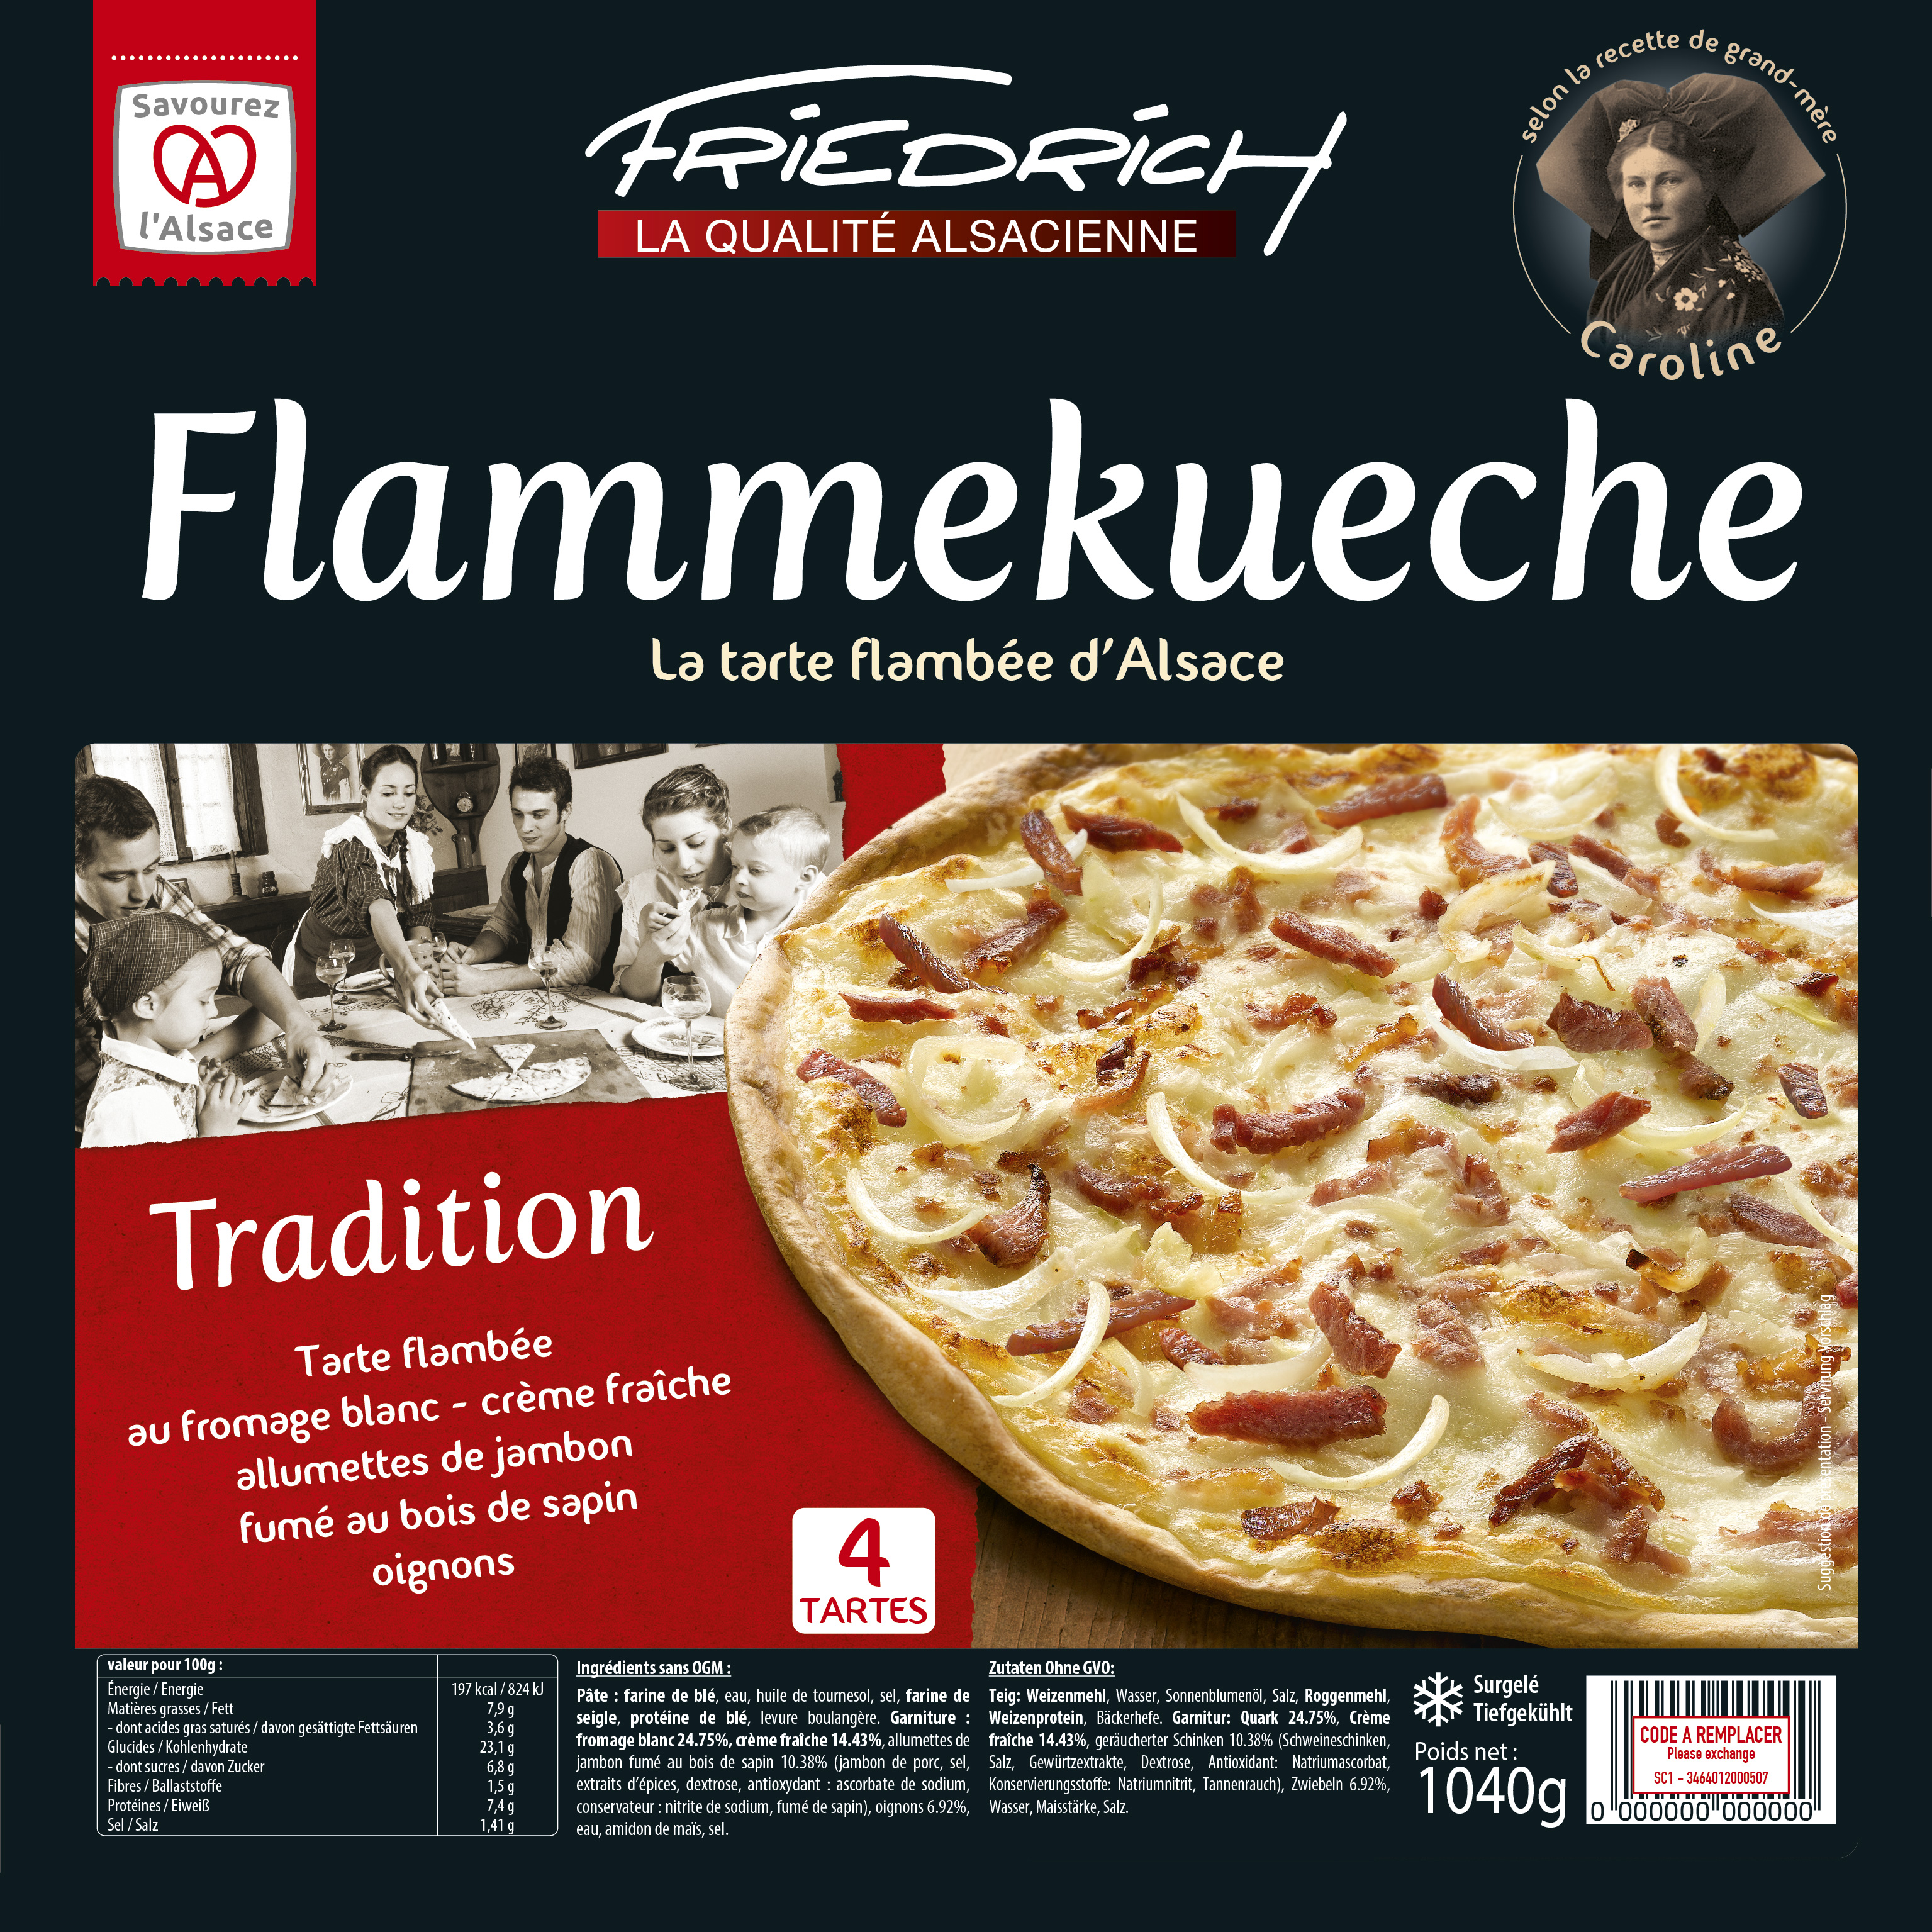 Savourez
A
l'Alsace
FRIEDRICH
LA QUALITÉ ALSACIENNE
selon la recette de grand-mère
Caroline
Flammekueche
La tarte flambée d'Alsace
Tradition
Tarte flambée
au fromage blanc - crème fraîche
allumettes de jambon
fumé au bois de sapin
oignons
4
TARTES
Suggestion de présentation - Servirung Vorschlag
valeur pour 100g :
Énergie / Energie 197 kcal / 824 kJ
Matières grasses / Fett 7,9 g
- dont acides gras saturés / davon gesättigte Fettsäuren 3,6 g
Glucides / Kohlenhydrate 23,1 g
- dont sucres / davon Zucker 6,8 g
Fibres / Ballaststoffe 1,5 g
Protéines / Eiweiß 7,4 g
Sel / Salz 1,41 g
Ingrédients sans OGM :
Pâte : farine de blé, eau, huile de tournesol, sel, farine de
seigle, protéine de blé, levure boulangère. Garniture :
fromage blanc 24.75%, crème fraîche 14.43%, allumettes de
jambon fumé au bois de sapin 10.38% (jambon de porc, sel,
extraits d'épices, dextrose, antioxydant : ascorbate de sodium,
conservateur : nitrite de sodium, fumé de sapin), oignons 6.92%,
eau, amidon de maïs, sel.
Zutaten Ohne GVO:
Teig: Weizenmehl, Wasser, Sonnenblumenöl, Salz, Roggenmehl,
Weizenprotein, Bäckerhefe. Garnitur: Quark 24.75%, Crème
fraîche 14.43%, geräucherter Schinken 10.38% (Schweineschinken,
Salz, Gewürtzextrakte, Dextrose, Antioxidant: Natriumascorbat,
Konservierungsstoffe: Natriumnitrit, Tannenrauch), Zwiebeln 6.92%,
Wasser, Maisstärke, Salz.
Surgelé
Tiefgekühlt
Poids net :
1040g
CODE A REMPLACER
Please exchange
SC1 - 3464012000507
0 000000 000000